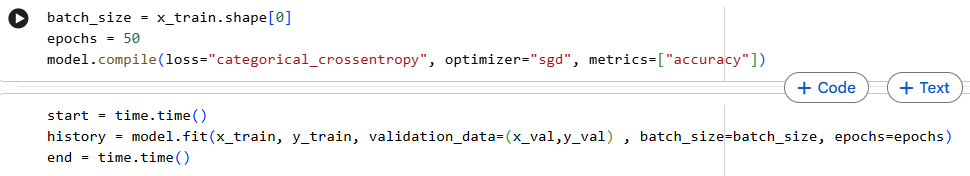 batch_size = x_train.shape[0]
epochs = 50
model.compile(loss="categorical_crossentropy", optimizer="sgd", metrics=["accuracy"])
+ Code + Text
start = time.time()
history = model.fit(x_train, y_train, validation_data=(x_val,y_val) , batch_size=batch_size, epochs=epochs)
end = time.time()